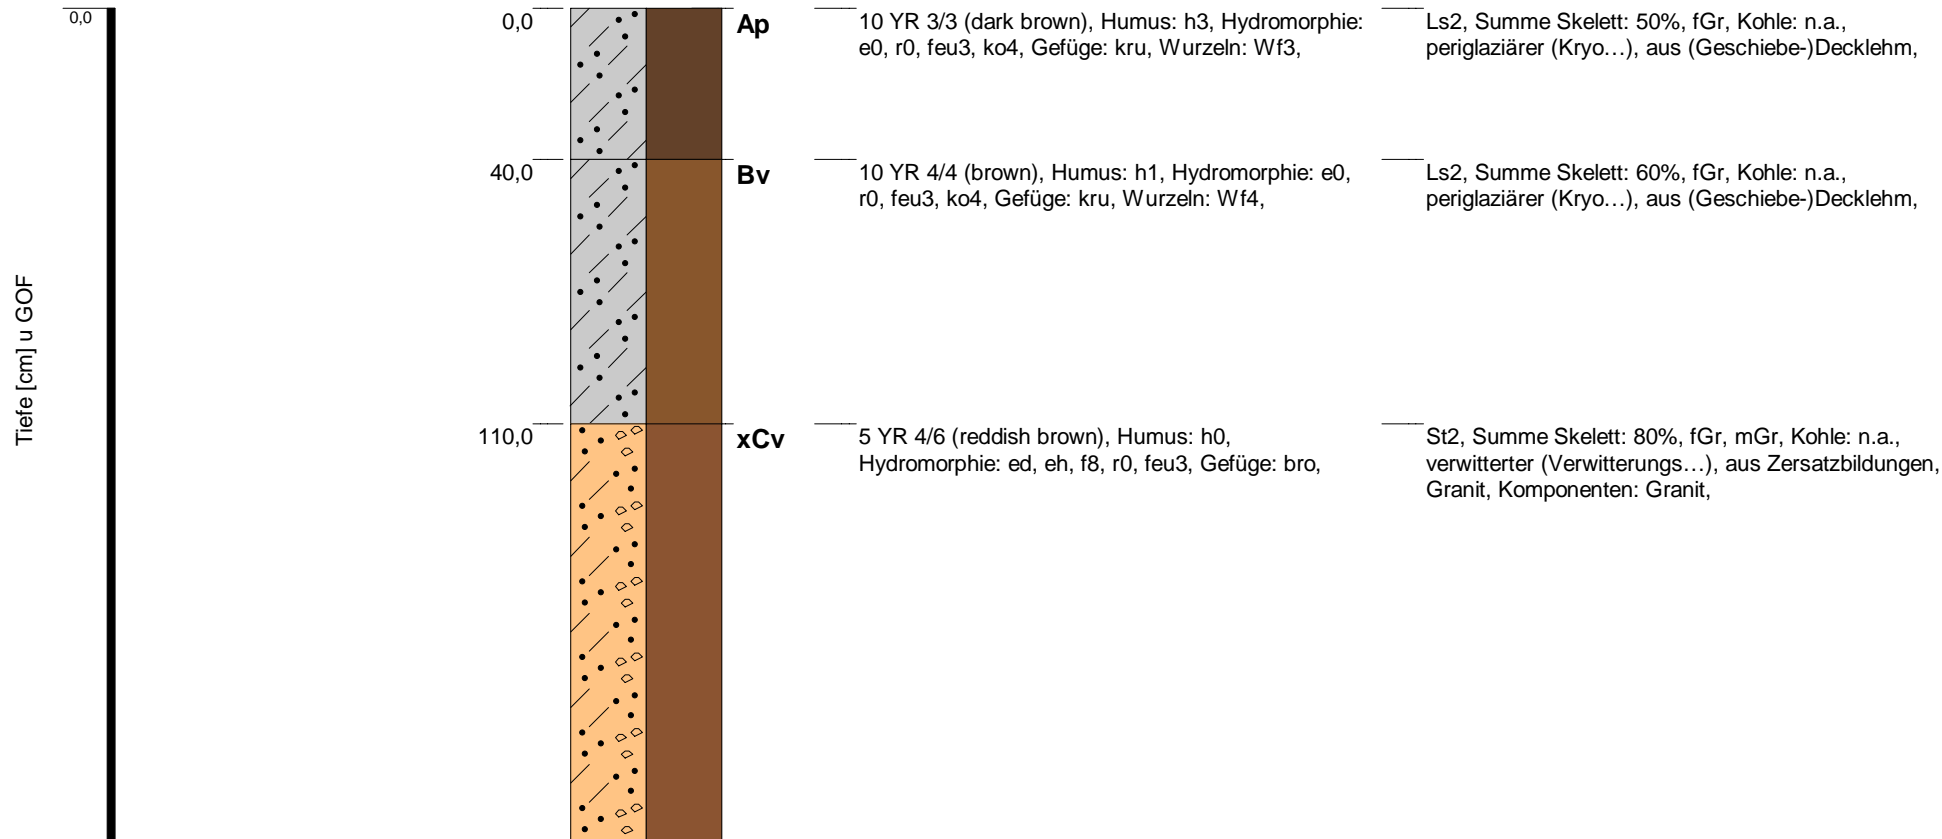 Tiefe [cm] u GOF
0,0
0,0
Ap
10 YR 3/3 (dark brown), Humus: h3, Hydromorphie:
e0, r0, feu3, ko4, Gefüge: kru, Wurzeln: Wf3,
Ls2, Summe Skelett: 50%, fGr, Kohle: n.a.,
periglaziärer (Kryo…), aus (Geschiebe-)Decklehm,
40,0
Bv
10 YR 4/4 (brown), Humus: h1, Hydromorphie: e0,
r0, feu3, ko4, Gefüge: kru, Wurzeln: Wf4,
Ls2, Summe Skelett: 60%, fGr, Kohle: n.a.,
periglaziärer (Kryo…), aus (Geschiebe-)Decklehm,
110,0
xCv
5 YR 4/6 (reddish brown), Humus: h0,
Hydromorphie: ed, eh, f8, r0, feu3, Gefüge: bro,
St2, Summe Skelett: 80%, fGr, mGr, Kohle: n.a.,
verwitterter (Verwitterungs…), aus Zersatzbildungen,
Granit, Komponenten: Granit,